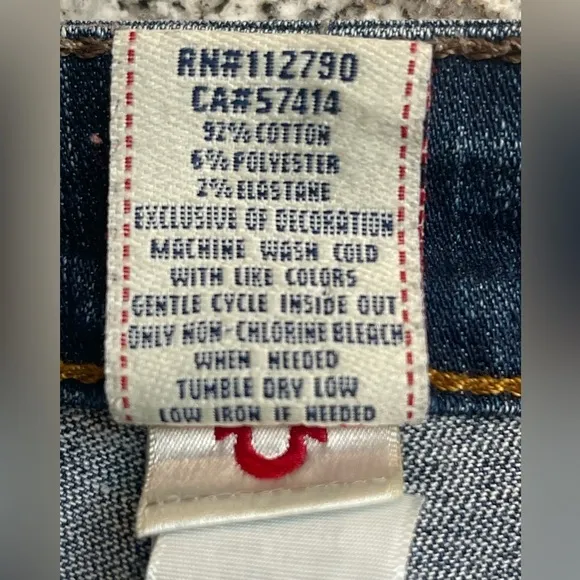 RN#112790
CA#57414
92% COTTON
6% POLYESTER
2% ELASTANE
EXCLUSIVE OF DECORATION
MACHINE WASH COLD
WITH LIKE COLORS
GENTLE CYCLE INSIDE OUT
ONLY NON-CHLORINE BLEACH
WHEN NEEDED
TUMBLE DRY LOW
LOW IRON IF NEEDED